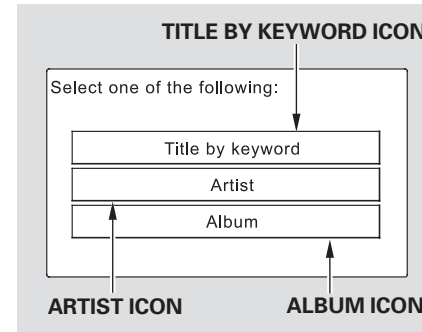 TITLE BY KEYWORD ICON
Select one of the following:
Title by keyword
Artist
Album
ARTIST ICON
ALBUM ICON